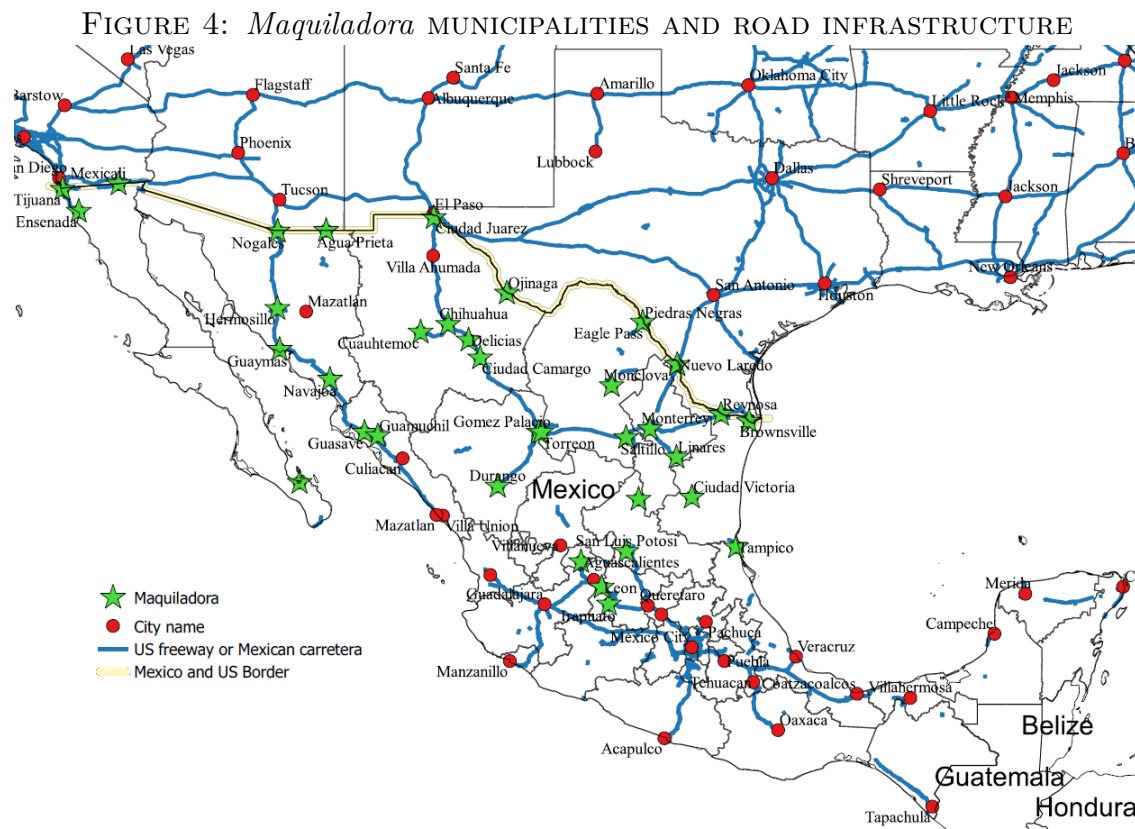 FIGURE 4: Maquiladora MUNICIPALITIES AND ROAD INFRASTRUCTURE
Las Vegas
Santa Fe
Oklahoma City
Jackson
Flagstaff
Amarillo
Barstow
Albuquerque
Little Rock
Memphis
Phoenix
Lubbock
Dallas
n Diego
Mexicali
Tucson
Shreveport
Jackson
Tijuana
Ensenada
El Paso
Ciudad Juarez
Nogales
Agua Prieta
Villa Ahumada
New Orleans
Ojinaga
San Antonio
Houston
Mazatlan
Hermosillo
Chihuahua
Piedras Negras
Eagle Pass
Cuauhtemoc
Delicias
Guaymas
Ciudad Camargo
Nuevo Laredo
Monclova
Navajoa
Reynosa
Guamuchil
Gomez Palacio
Monterrey
Brownsville
Guasave
Torreon
Saltillo
Linares
Culiacan
Durango
Mexico
Ciudad Victoria
Mazatlan
Villa Union
Villanueva
San Luis Potosi
Tampico
Aguascalientes
Leon
Merida
C
Guadalajara
Queretaro
Irapuato
Campeche
Mexico City
Pachuca
Veracruz
Manzanillo
Puebla
Tehuacan
Coatzacoalcos
Villahermosa
Oaxaca
Acapulco
Belize
Guatemala
Tapachula
Hondura
Maquiladora
City name
US freeway or Mexican carretera
Mexico and US Border